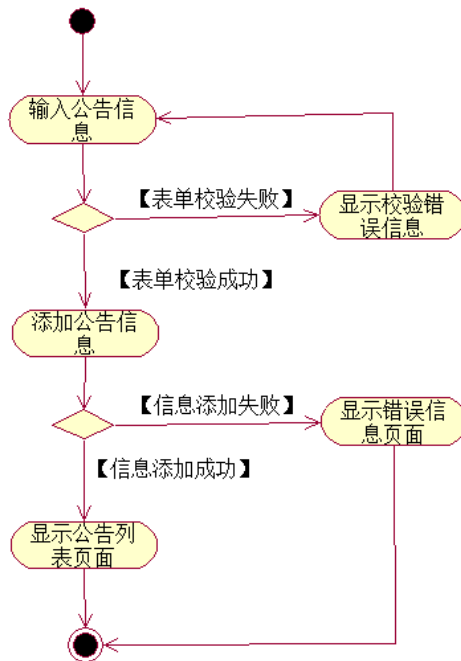 输入公告信
息
【表单校验失败】
显示校验错
误信息
【表单校验成功】
添加公告信
息
【信息添加失败】
显示错误信
息页面
【信息添加成功】
显示公告列
表页面